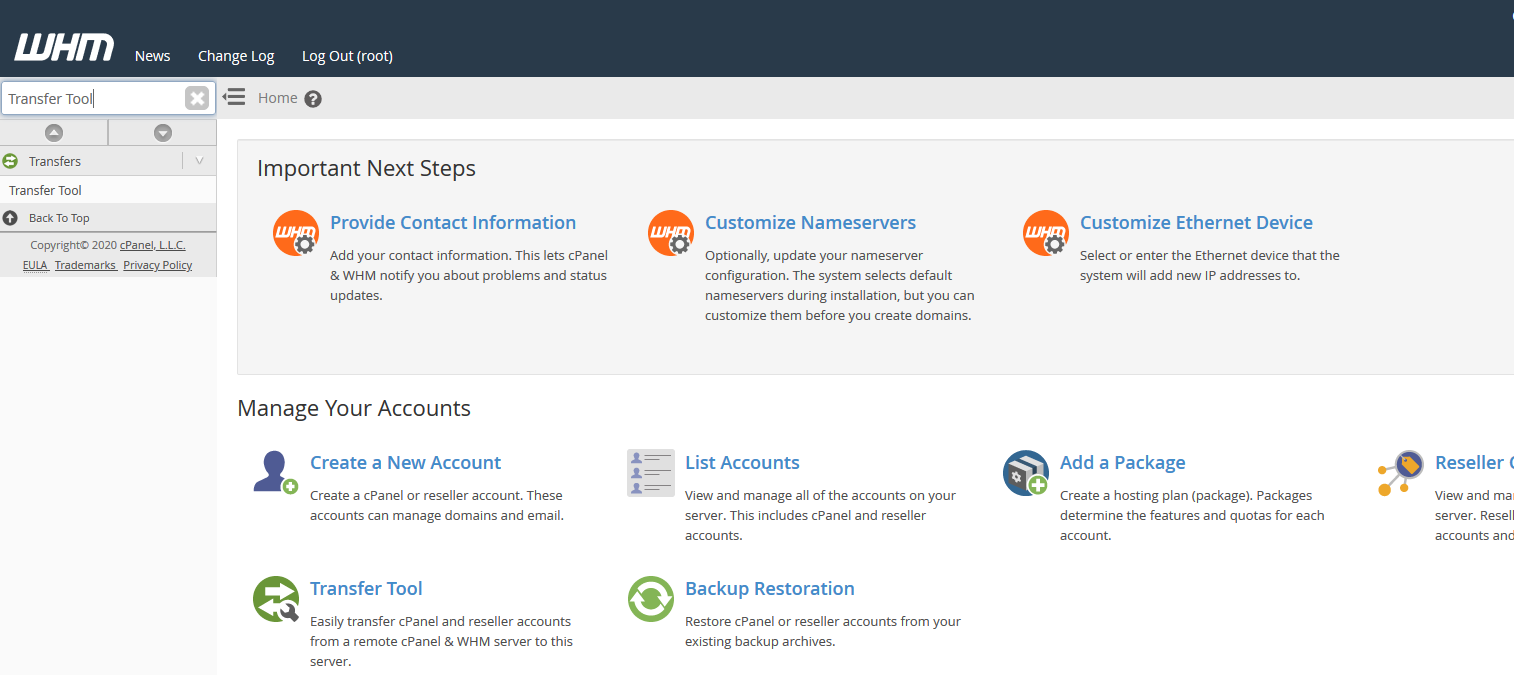 WHM
News
Change Log
Log Out (root)
Transfer Tool
Home
Transfers
Transfer Tool
Back To Top
Copyright© 2020 cPanel, L.L.C.
EULA Trademarks Privacy Policy
Important Next Steps
WHM
Provide Contact Information
Add your contact information. This lets cPanel
& WHM notify you about problems and status
updates.
WHM
Customize Nameservers
Optionally, update your nameserver
configuration. The system selects default
nameservers during installation, but you can
customize them before you create domains.
WHM
Customize Ethernet Device
Select or enter the Ethernet device that the
system will add new IP addresses to.
Manage Your Accounts
Create a New Account
Create a cPanel or reseller account. These
accounts can manage domains and email.
List Accounts
View and manage all of the accounts on your
server. This includes cPanel and reseller
accounts.
Add a Package
Create a hosting plan (package). Packages
determine the features and quotas for each
account.
Reseller
View and
server.
accounts
Transfer Tool
Easily transfer cPanel and reseller accounts
from a remote cPanel & WHM server to this
server.
Backup Restoration
Restore cPanel or reseller accounts from your
existing backup archives.